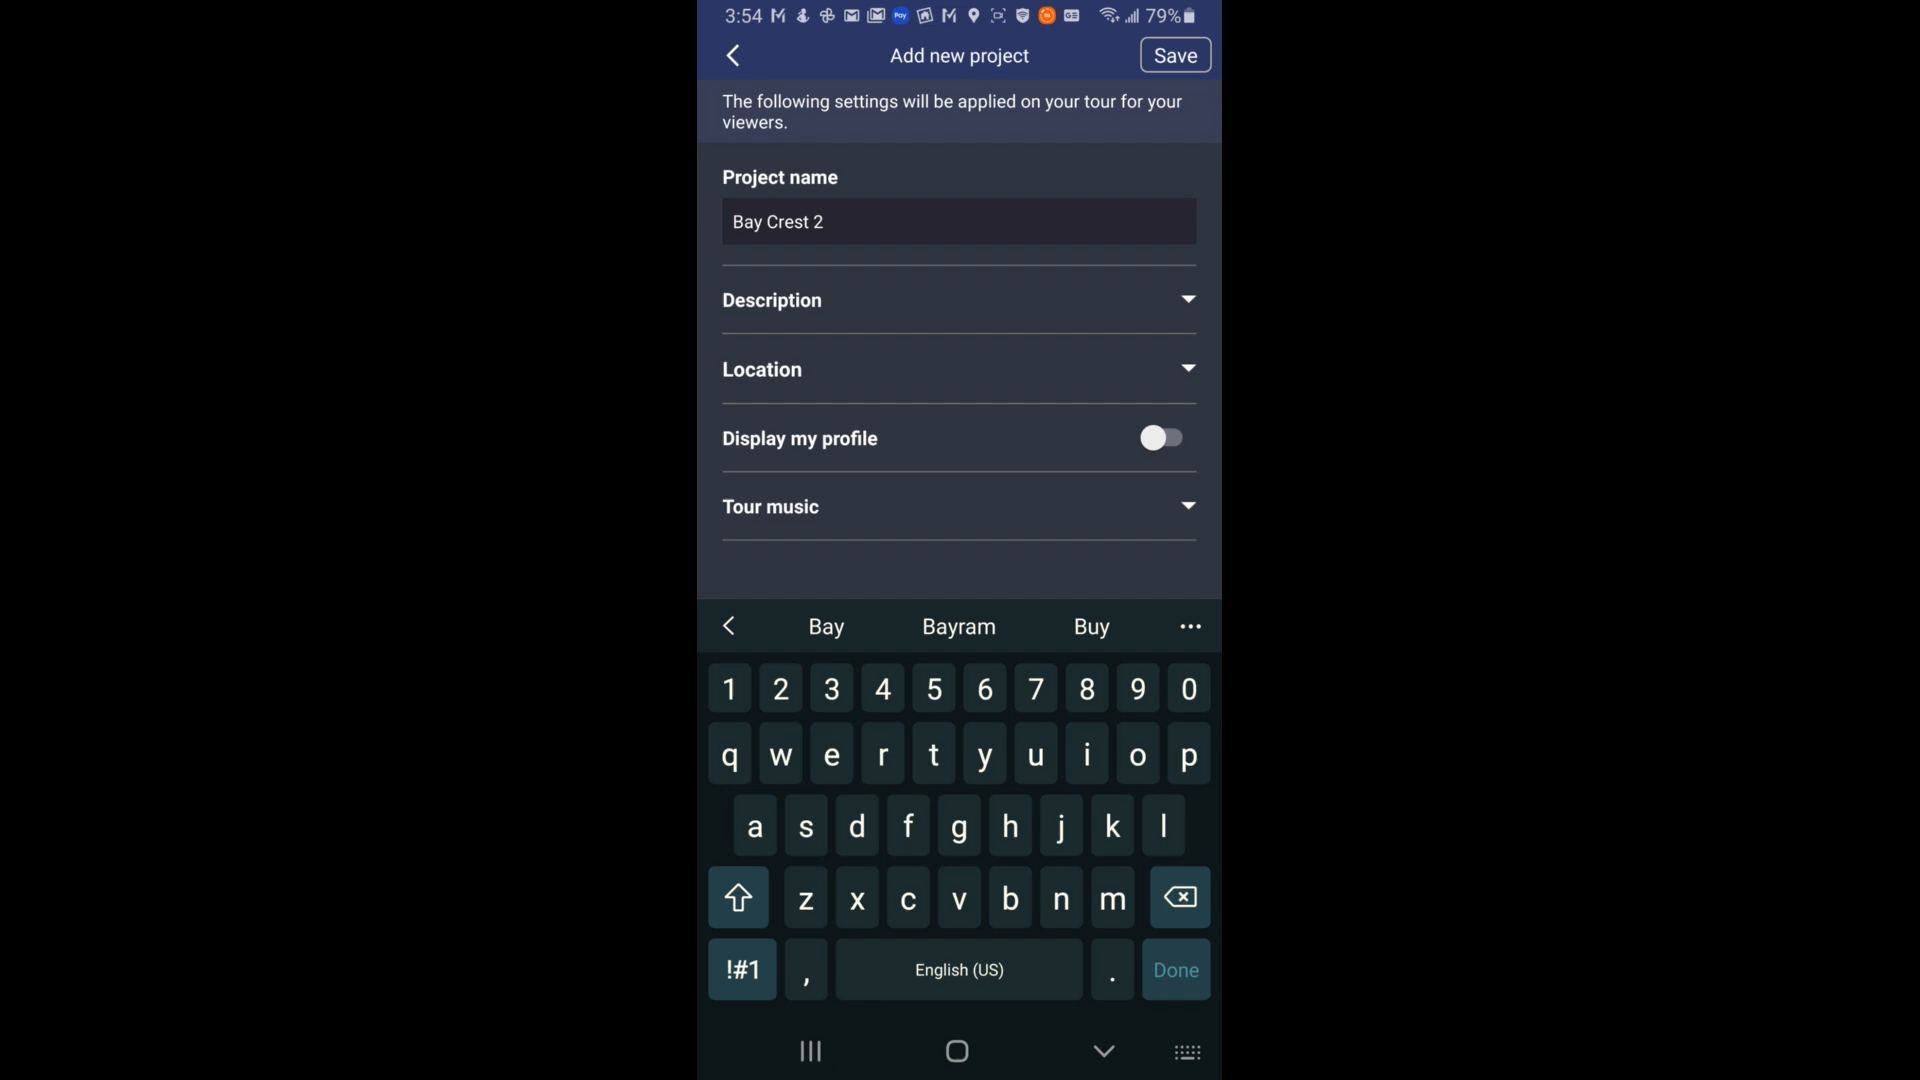 3:54 79%
Add new project Save
The following settings will be applied on your tour for your
viewers.
Project name
Bay Crest 2
Description
Location
Display my profile
Tour music
Bay Bayram Buy
1 2 3 4 5 6 7 8 9 0
q w e r t y u i o p
a s d f g h j k l
z x c v b n m
!#1 , English (US) . Done